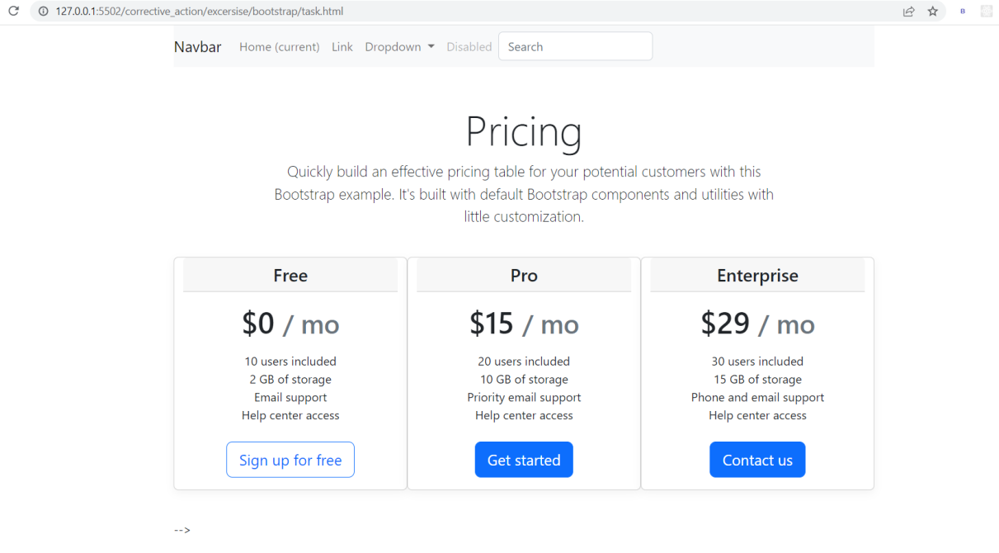 127.0.0.1:5502/corrective_action/excersise/bootstrap/task.html
B
Navbar Home (current) Link Dropdown Disabled Search
Pricing
Quickly build an effective pricing table for your potential customers with this
Bootstrap example. It's built with default Bootstrap components and utilities with
little customization.
Free
$0 / mo
10 users included
2 GB of storage
Email support
Help center access
Sign up for free
Pro
$15 / mo
20 users included
10 GB of storage
Priority email support
Help center access
Get started
Enterprise
$29 / mo
30 users included
15 GB of storage
Phone and email support
Help center access
Contact us
-->